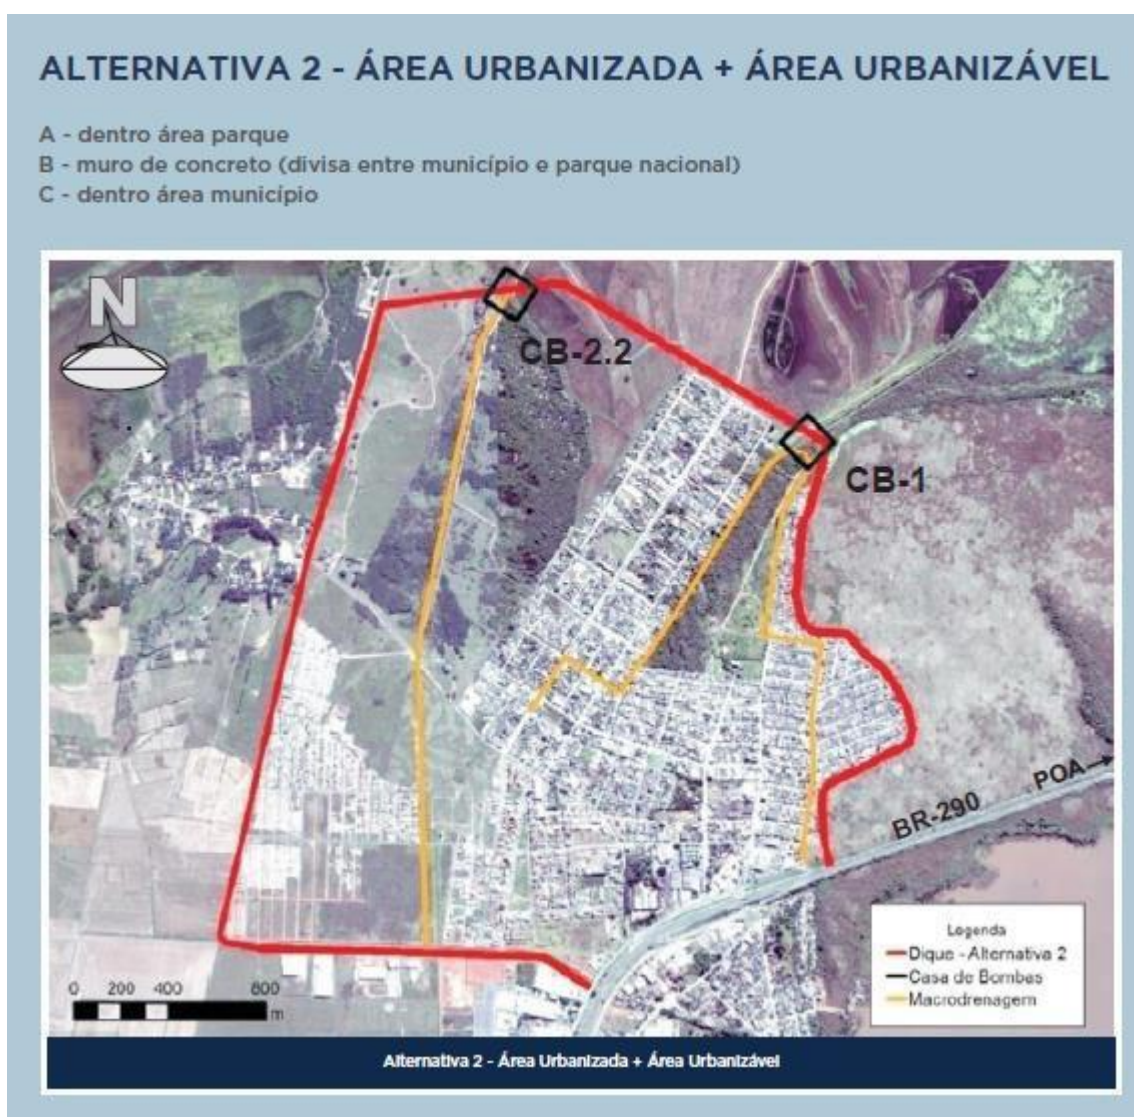 ALTERNATIVA 2 - ÁREA URBANIZADA + ÁREA URBANIZÁVEL
A - dentro área parque
B - muro de concreto (divisa entre município e parque nacional)
C - dentro área município
N
CB-2.2
CB-1
POA
BR-290
Legenda
Dique - Alternativa 2
Casa de Bombas
Macrodrenagem
0 200 400 800
m
Alternativa 2 - Área Urbanizada + Área Urbanizável